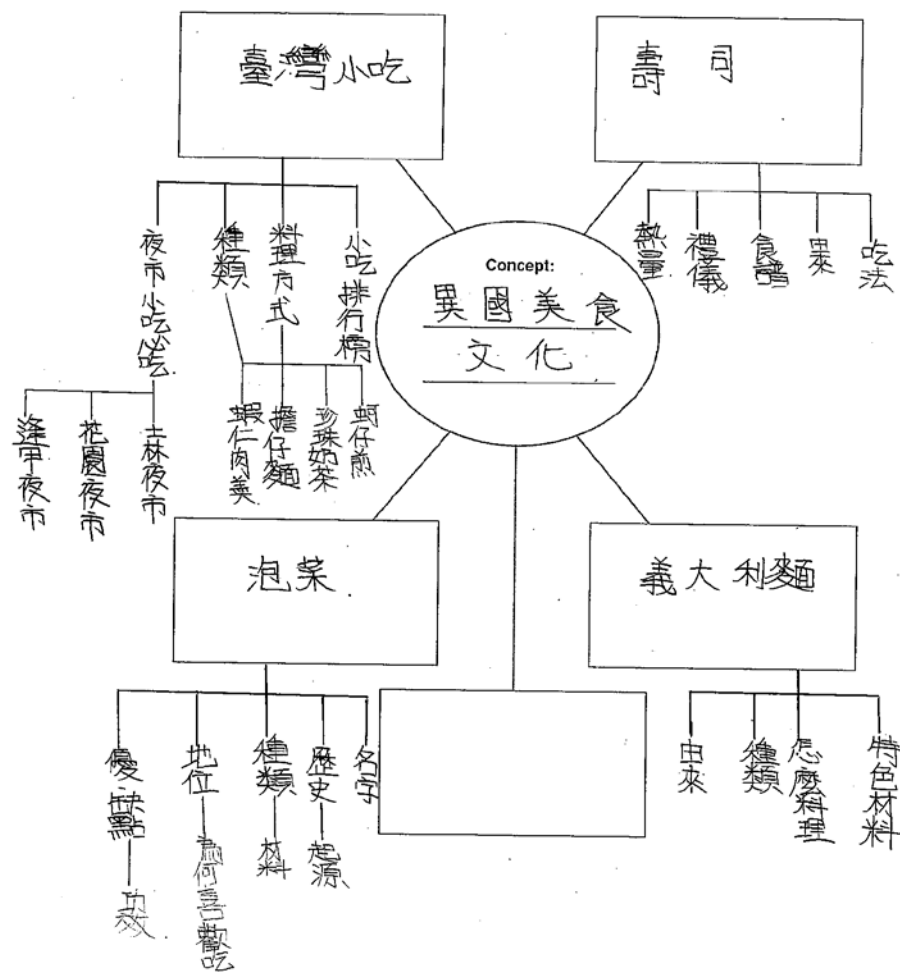 臺灣小吃
壽司
夜市小吃
種類
料理方式
小吃排行榜
逢甲夜市
花園夜市
士林夜市
蝦仁肉羹
擔仔麵
珍珠奶茶
蚵仔煎
熱量
禮儀
食譜
由來
吃法
Concept:
異國美食
文化
泡菜
義大利麵
優缺點
功效
地位
為何喜歡吃
種類
材料
歷史
起源
名字
由來
種類
怎麼料理
特色材料